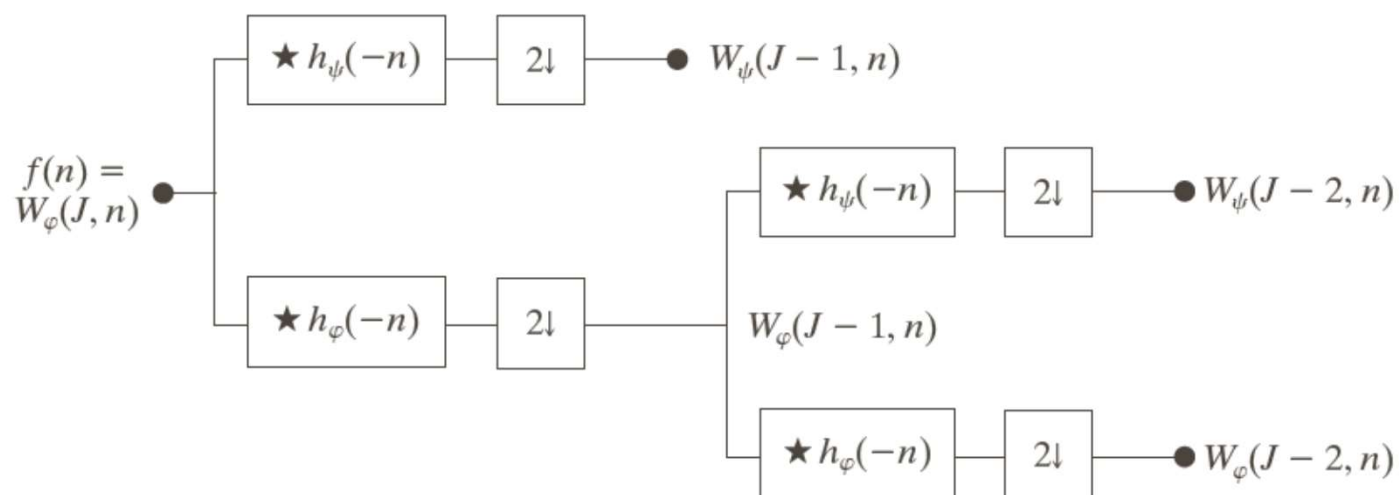 ★ h_ψ(−n)
2↓
W_ψ(J − 1, n)
f(n) =
W_φ(J, n)
★ h_ψ(−n)
2↓
W_ψ(J − 2, n)
★ h_φ(−n)
2↓
W_φ(J − 1, n)
★ h_φ(−n)
2↓
W_φ(J − 2, n)